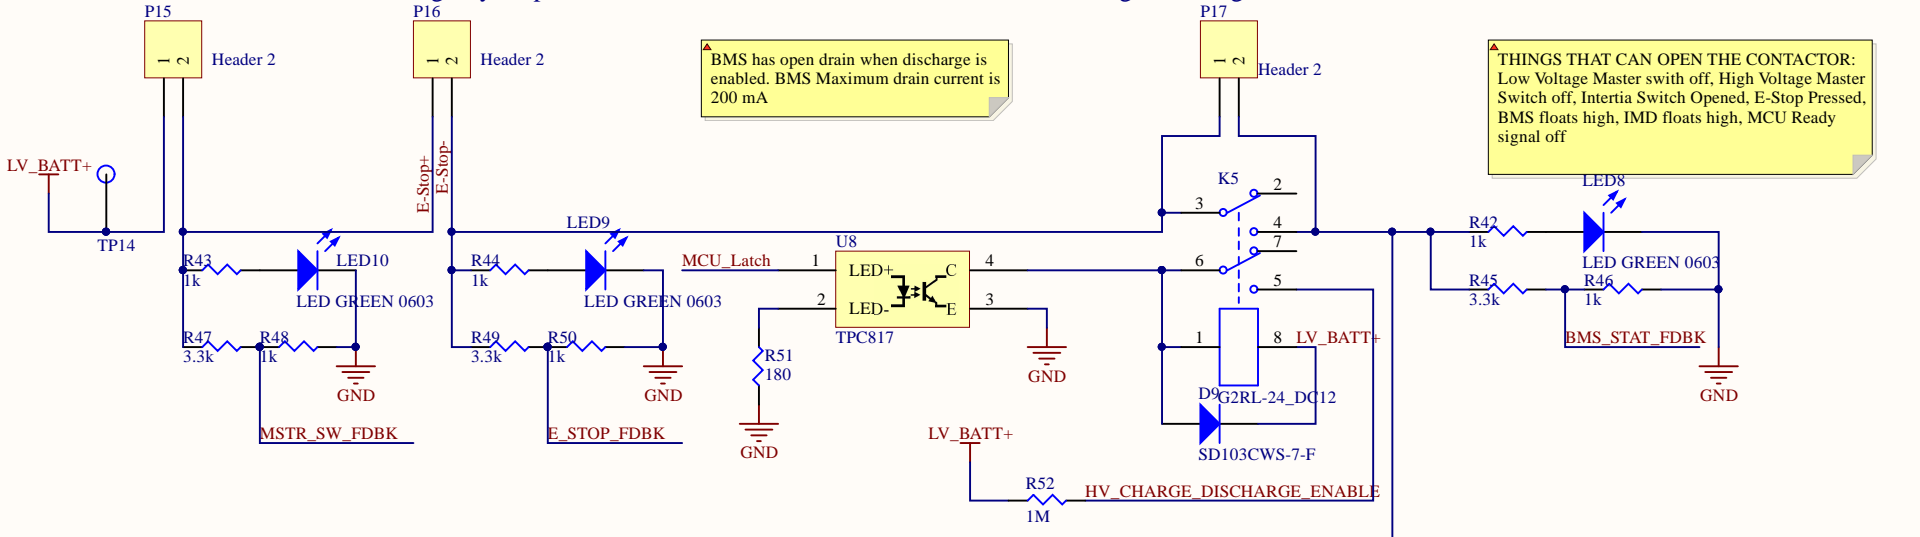 P15
1
2
Header 2
P16
1
2
Header 2
BMS has open drain when discharge is
enabled. BMS Maximum drain current is
200 mA
P17
1
2
Header 2
THINGS THAT CAN OPEN THE CONTACTOR:
Low Voltage Master swith off, High Voltage Master
Switch off, Intertia Switch Opened, E-Stop Pressed,
BMS floats high, IMD floats high, MCU Ready
signal off
LV_BATT+
TP14
E-Stop+
E-Stop-
R43
1k
LED10
LED GREEN 0603
R47
3.3k
R48
1k
GND
MSTR_SW_FDBK
LED9
R44
1k
LED GREEN 0603
R49
3.3k
R50
1k
GND
E_STOP_FDBK
MCU_Latch
U8
1
LED+
C
4
2
LED-
E
3
TPC817
R51
180
GND
GND
K5
2
3
4
7
6
5
1
8
LV_BATT+
G2RL-24_DC12
D9
SD103CWS-7-F
LV_BATT+
R52
1M
HV_CHARGE_DISCHARGE_ENABLE
LED8
R42
1k
LED GREEN 0603
R45
3.3k
R46
1k
BMS_STAT_FDBK
GND